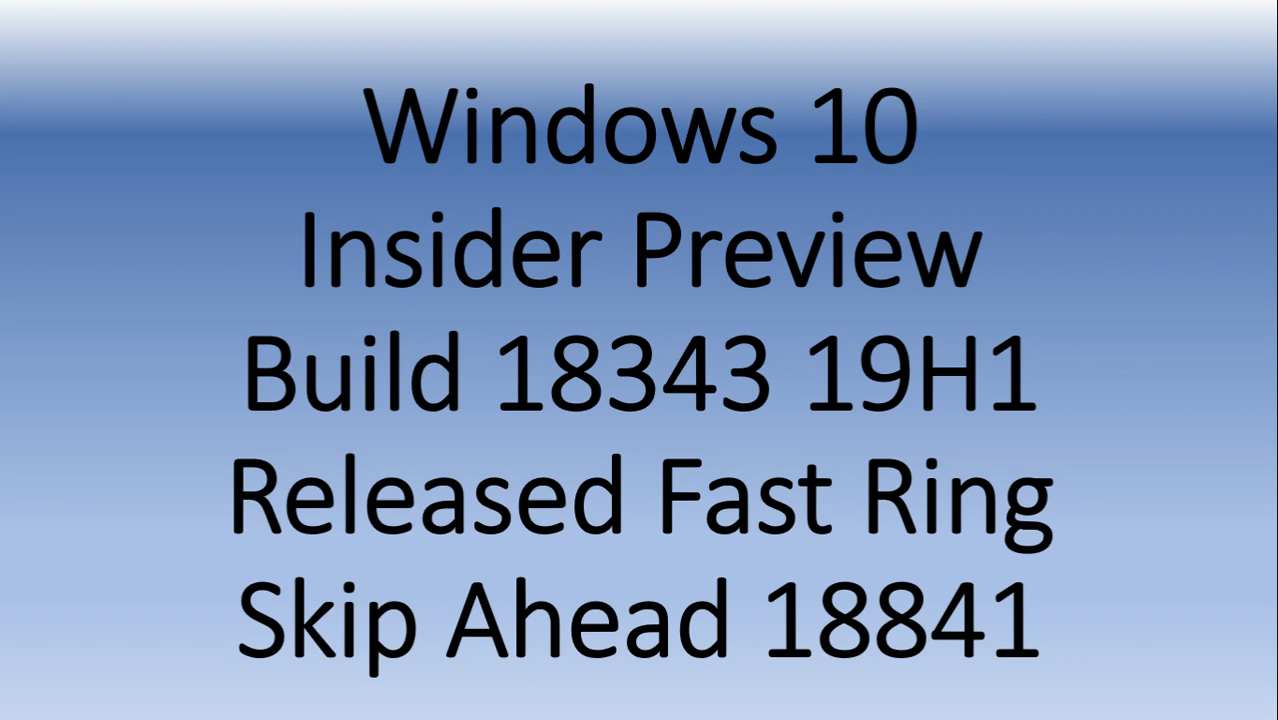 Windows 10
Insider Preview
Build 18343 19H1
Released Fast Ring
Skip Ahead 18841